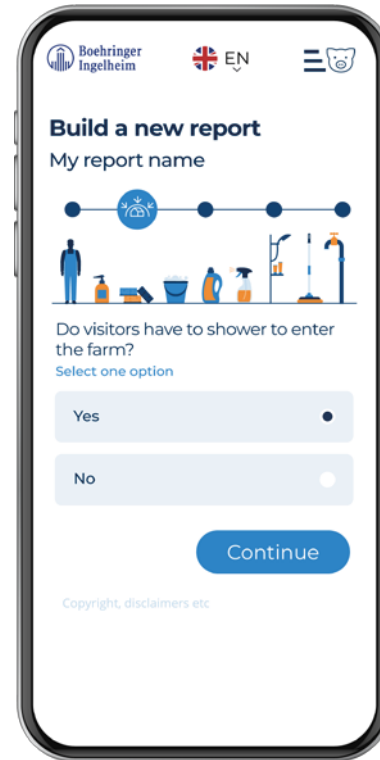 Boehringer
Ingelheim
EN
Build a new report
My report name
Do visitors have to shower to enter
the farm?
Select one option
Yes
No
Continue
Copyright, disclaimers etc